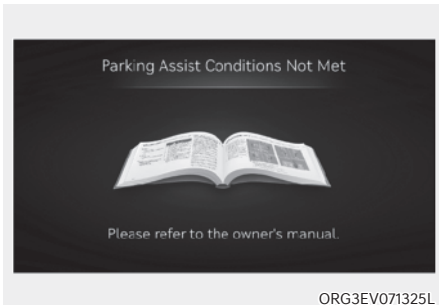 Parking Assist Conditions Not Met
Please refer to the owner's manual.
ORG3EV071325L